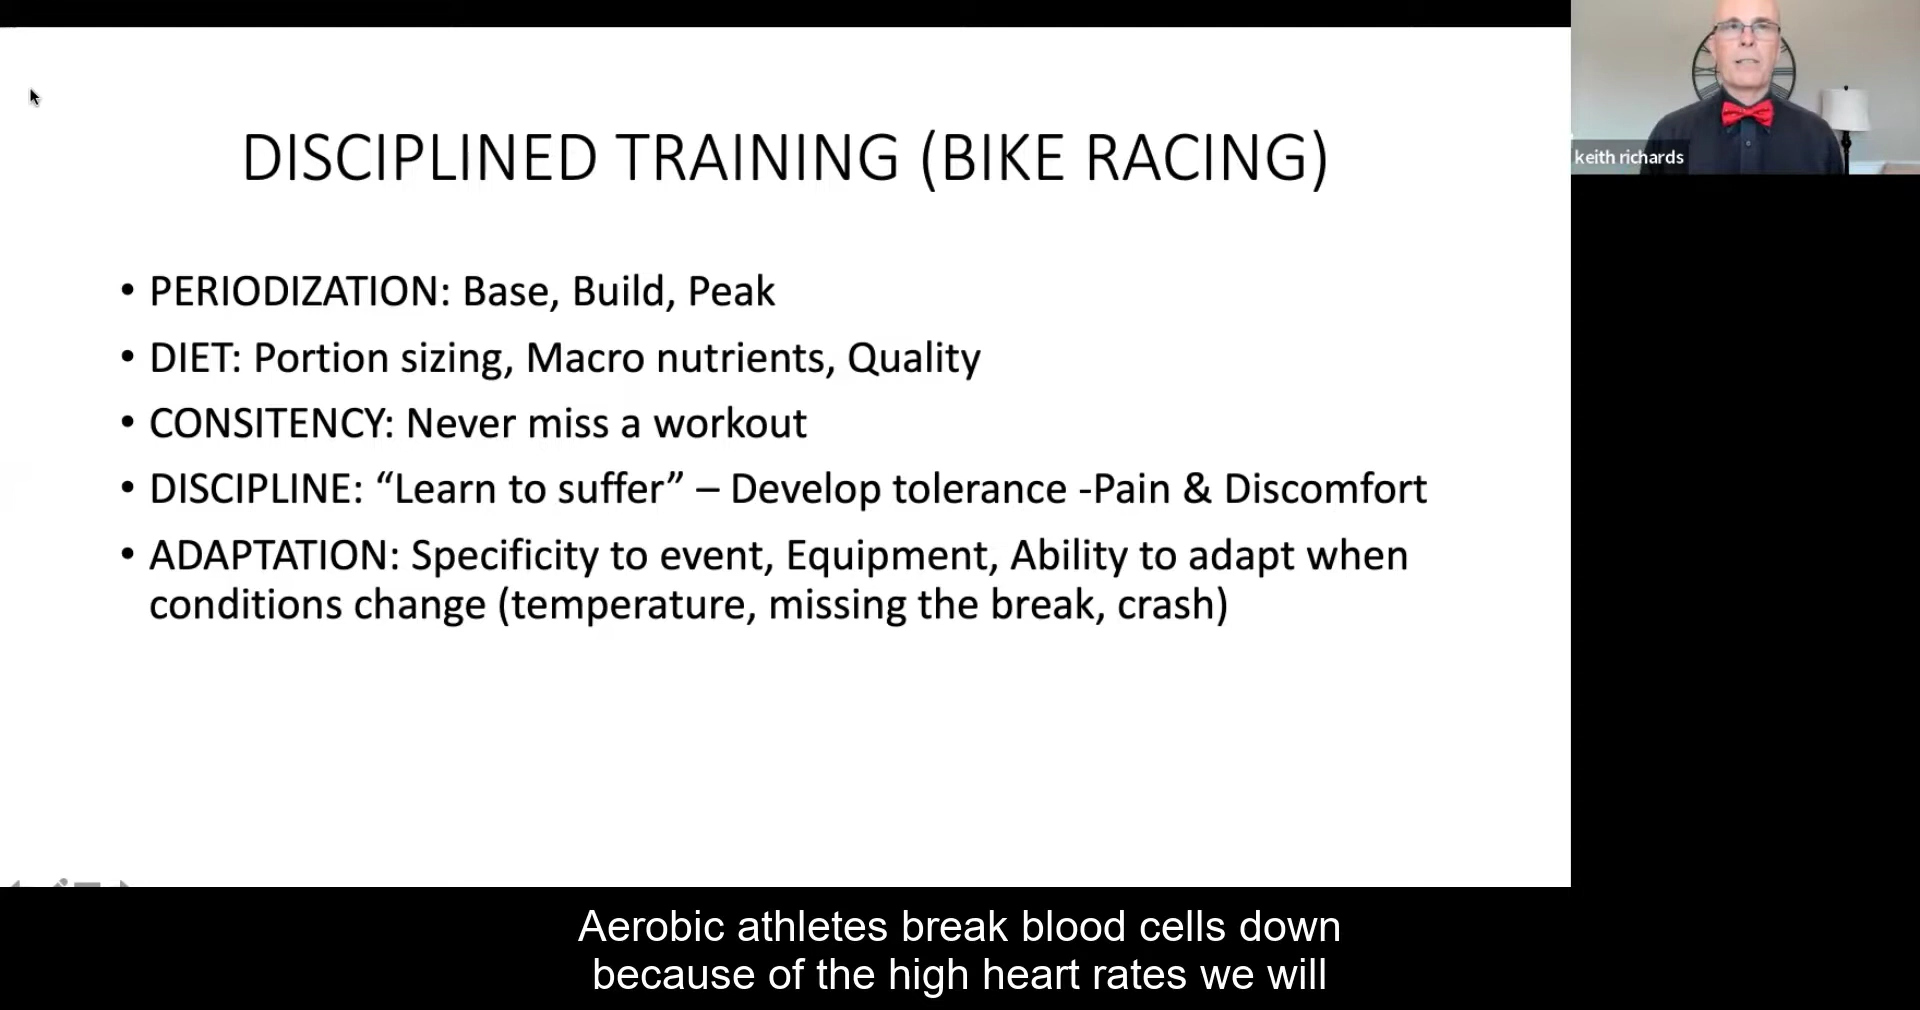 DISCIPLINED TRAINING (BIKE RACING)
• PERIODIZATION: Base, Build, Peak
• DIET: Portion sizing, Macro nutrients, Quality
• CONSITENCY: Never miss a workout
• DISCIPLINE: “Learn to suffer” – Develop tolerance -Pain & Discomfort
• ADAPTATION: Specificity to event, Equipment, Ability to adapt when
conditions change (temperature, missing the break, crash)
keith richards
Aerobic athletes break blood cells down
because of the high heart rates we will